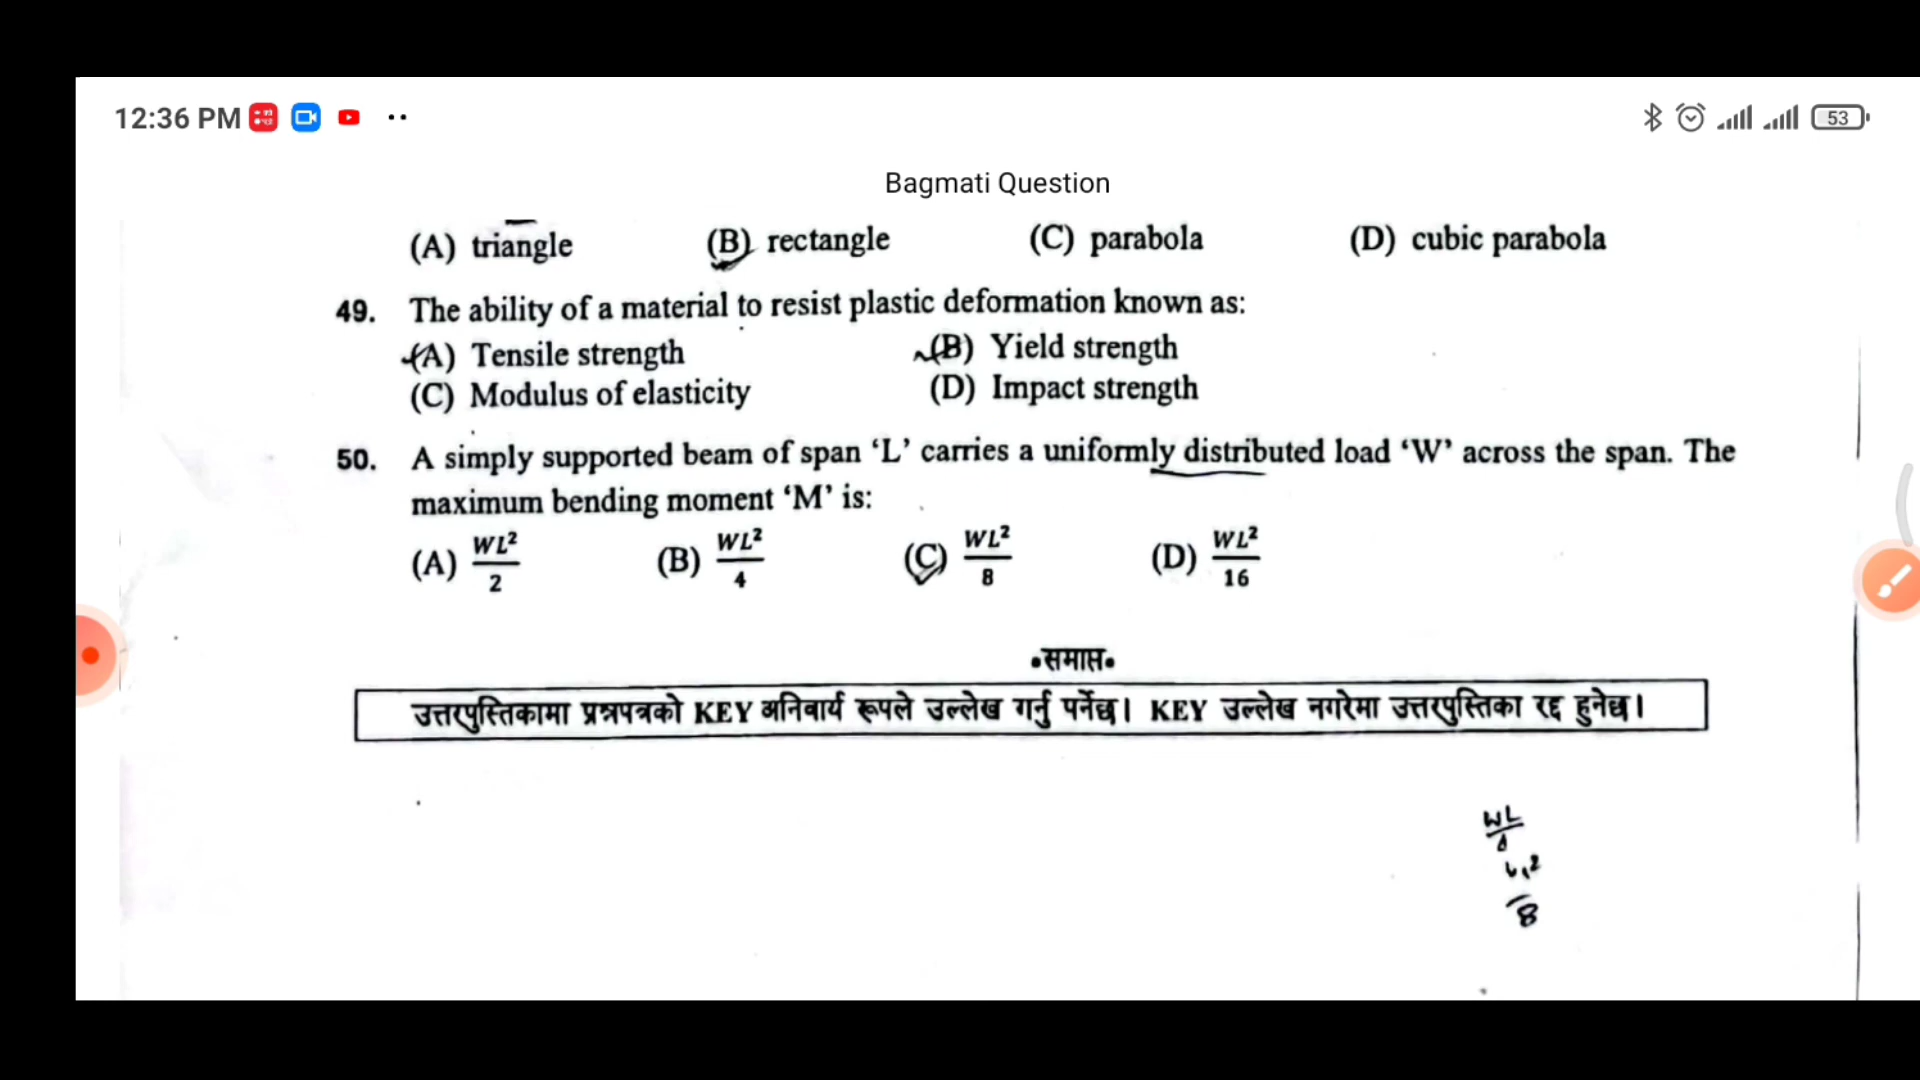 12:36 PM
53
Bagmati Question
(A) triangle (B) rectangle (C) parabola (D) cubic parabola
49. The ability of a material to resist plastic deformation known as:
(A) Tensile strength (B) Yield strength
(C) Modulus of elasticity (D) Impact strength
50. A simply supported beam of span ‘L’ carries a uniformly distributed load ‘W’ across the span. The
maximum bending moment ‘M’ is:
(A) WL²/2 (B) WL²/4 (C) WL²/8 (D) WL²/16
•समाप्त•
उत्तरपुस्तिकामा प्रश्नपत्रको KEY अनिवार्य रूपले उल्लेख गर्नु पर्नेछ। KEY उल्लेख नगरेमा उत्तरपुस्तिका रद्द हुनेछ।
WL
8